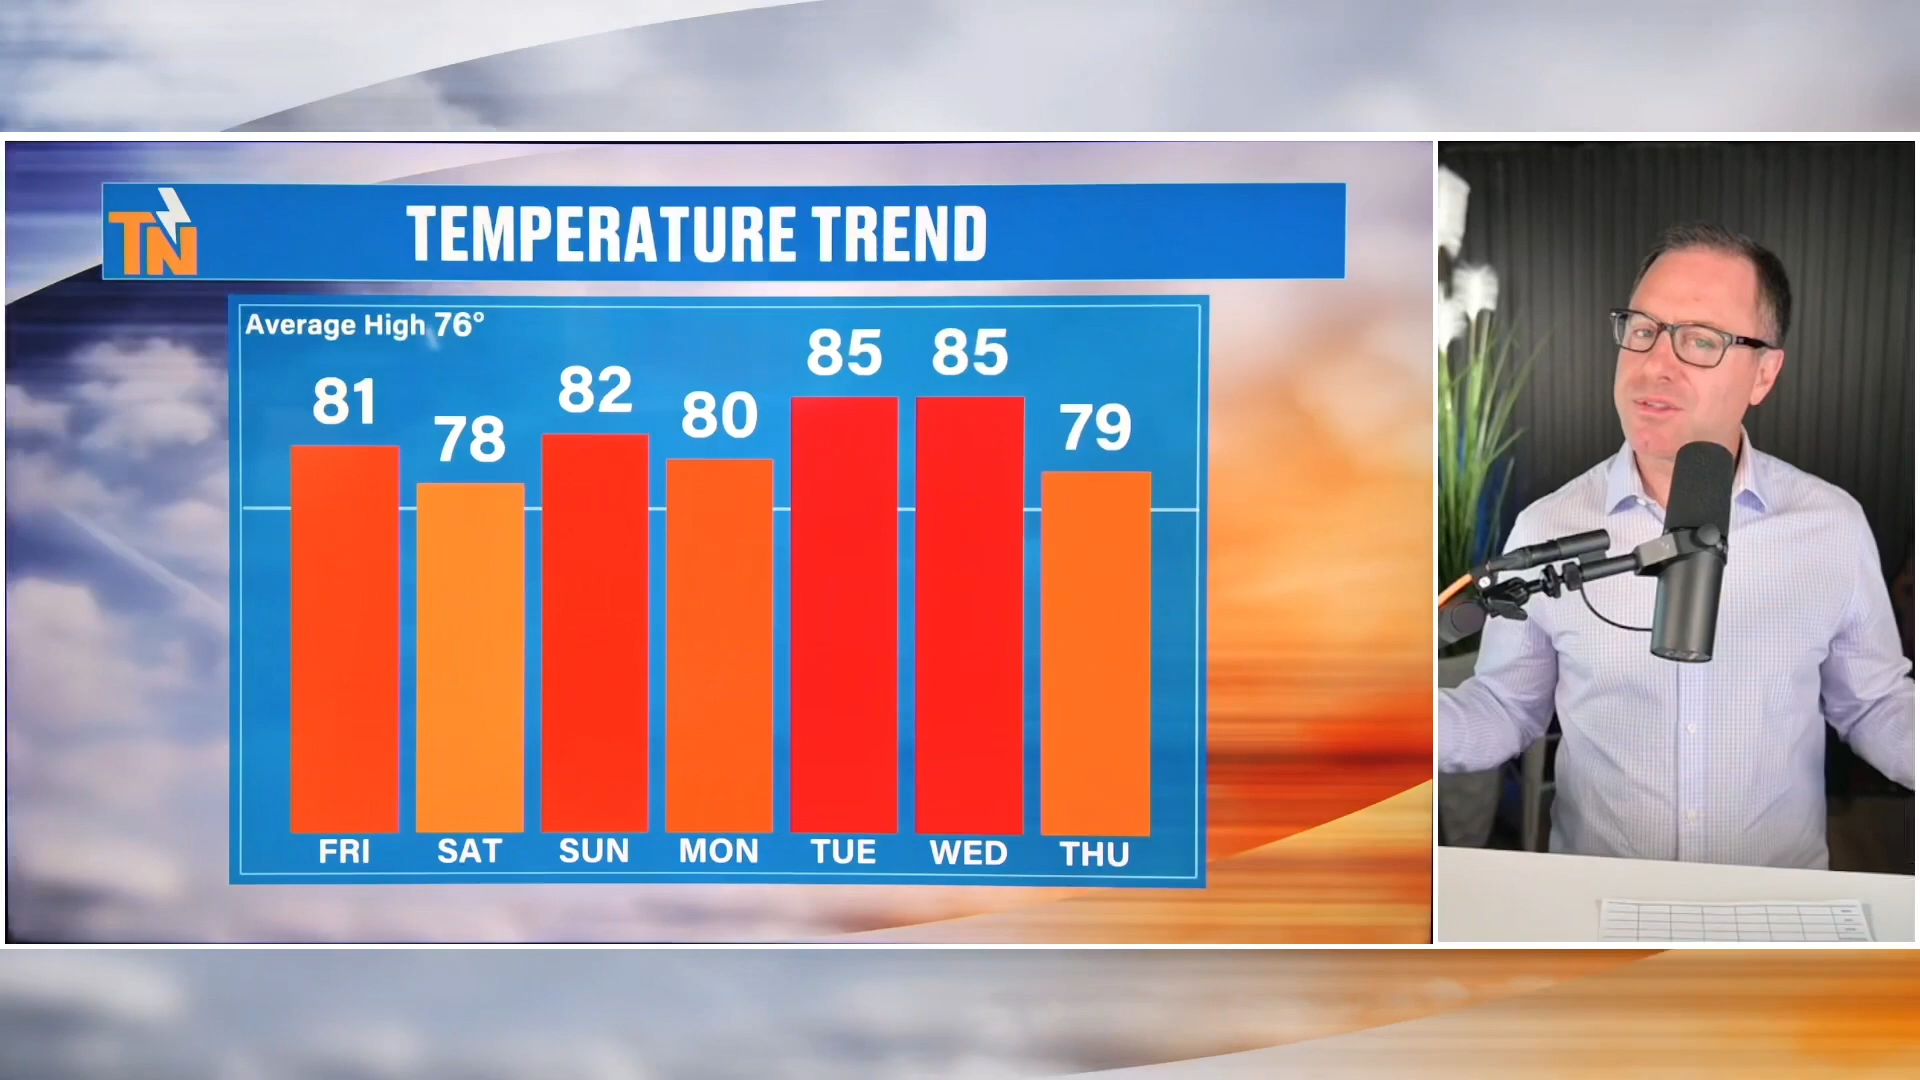 TN
TEMPERATURE TREND
Average High 76°
81
78
82
80
85
85
79
FRI
SAT
SUN
MON
TUE
WED
THU